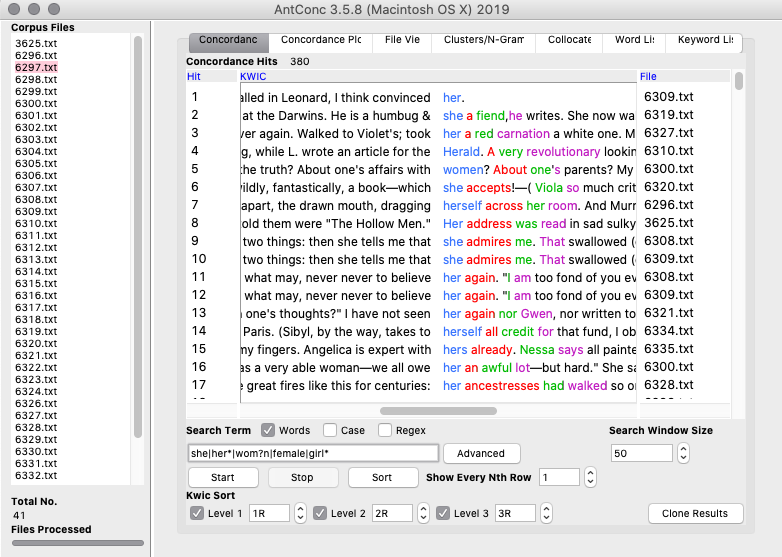 AntConc 3.5.8 (Macintosh OS X) 2019
Corpus Files
3625.txt
6296.txt
6297.txt
6298.txt
6299.txt
6300.txt
6301.txt
6302.txt
6303.txt
6304.txt
6305.txt
6306.txt
6307.txt
6308.txt
6309.txt
6310.txt
6311.txt
6312.txt
6313.txt
6314.txt
6315.txt
6316.txt
6317.txt
6318.txt
6319.txt
6320.txt
6321.txt
6322.txt
6323.txt
6324.txt
6326.txt
6327.txt
6328.txt
6329.txt
6330.txt
6331.txt
6332.txt
Total No.
41
Files Processed
Concordanc Concordance Plc File Vie Clusters/N-Gram Collocate Word Lis Keyword Lis
Concordance Hits 380
Hit KWIC File
1 alled in Leonard, I think convinced her. 6309.txt
2 at the Darwins. He is a humbug & she a fiend,he writes. She now wa 6319.txt
3 ver again. Walked to Violet's; took her a red carnation a white one. M 6327.txt
4 g, while L. wrote an article for the Herald. A very revolutionary lookin 6310.txt
5 the truth? About one's affairs with women? About one's parents? My 6300.txt
6 wildly, fantastically, a book—which she accepts!—( Viola so much crit 6320.txt
7 apart, the drawn mouth, dragging herself across her room. And Murr 6296.txt
8 old them were "The Hollow Men." Her address was read in sad sulky 3625.txt
9 two things: then she tells me that she admires me. That swallowed ( 6308.txt
10 two things: then she tells me that she admires me. That swallowed ( 6309.txt
11 what may, never never to believe her again. "I am too fond of you ev 6308.txt
12 what may, never never to believe her again. "I am too fond of you ev 6309.txt
13 one's thoughts?" I have not seen her again nor Gwen, nor written to 6321.txt
14 Paris. (Sibyl, by the way, takes to herself all credit for that fund, I ob 6334.txt
15 my fingers. Angelica is expert with hers already. Nessa says all painte 6335.txt
16 as a very able woman—we all owe her an awful lot—but hard." She sa 6300.txt
17 e great fires like this for centuries: her ancestresses had walked so o 6328.txt
Search Term Words Case Regex Search Window Size
she|her*|wom?n|female|girl* Advanced 50
Start Stop Sort Show Every Nth Row 1
Kwic Sort
Level 1 1R Level 2 2R Level 3 3R Clone Results